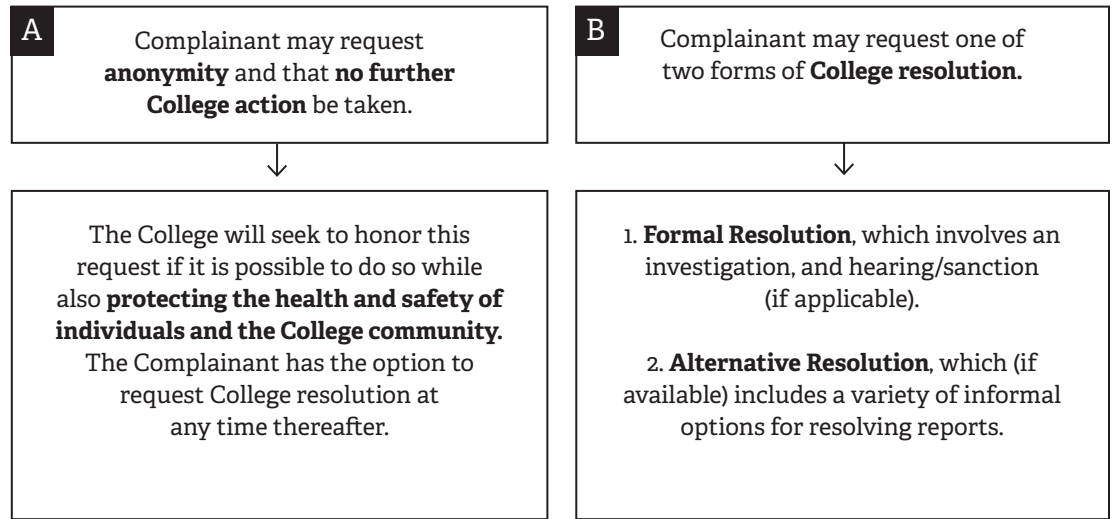 A
Complainant may request
anonymity and that no further
College action be taken.
The College will seek to honor this
request if it is possible to do so while
also protecting the health and safety of
individuals and the College community.
The Complainant has the option to
request College resolution at
any time thereafter.
B
Complainant may request one of
two forms of College resolution.
1. Formal Resolution, which involves an
investigation, and hearing/sanction
(if applicable).
2. Alternative Resolution, which (if
available) includes a variety of informal
options for resolving reports.